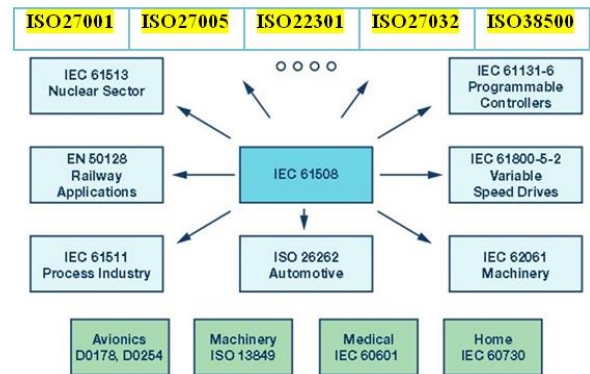 ISO27001 ISO27005 ISO22301 ISO27032 ISO38500
IEC 61513
Nuclear Sector
IEC 61131-6
Programmable
Controllers
EN 50128
Railway
Applications
IEC 61508
IEC 61800-5-2
Variable
Speed Drives
IEC 61511
Process Industry
ISO 26262
Automotive
IEC 62061
Machinery
Avionics
D0178, D0254
Machinery
ISO 13849
Medical
IEC 60601
Home
IEC 60730